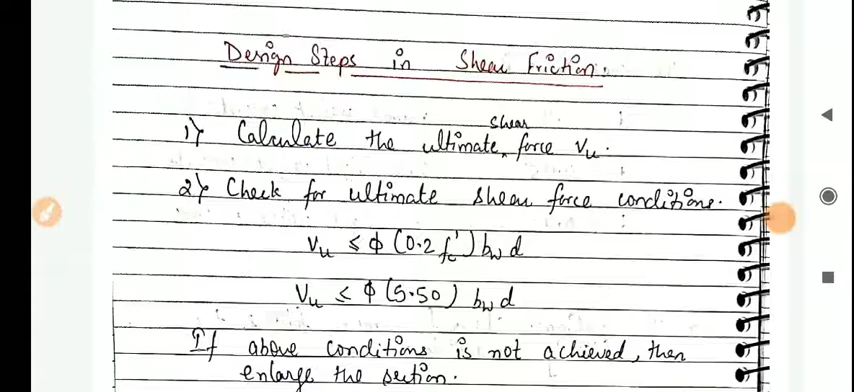 Design Steps in Shear Friction.
1) Calculate the ultimate shear force Vu.
2) Check for ultimate shear force conditions.
Vu ≤ ϕ (0.2 fc') bw d
Vu ≤ ϕ (5.50) bw d
If above conditions is not achieved, then
enlarge the section.